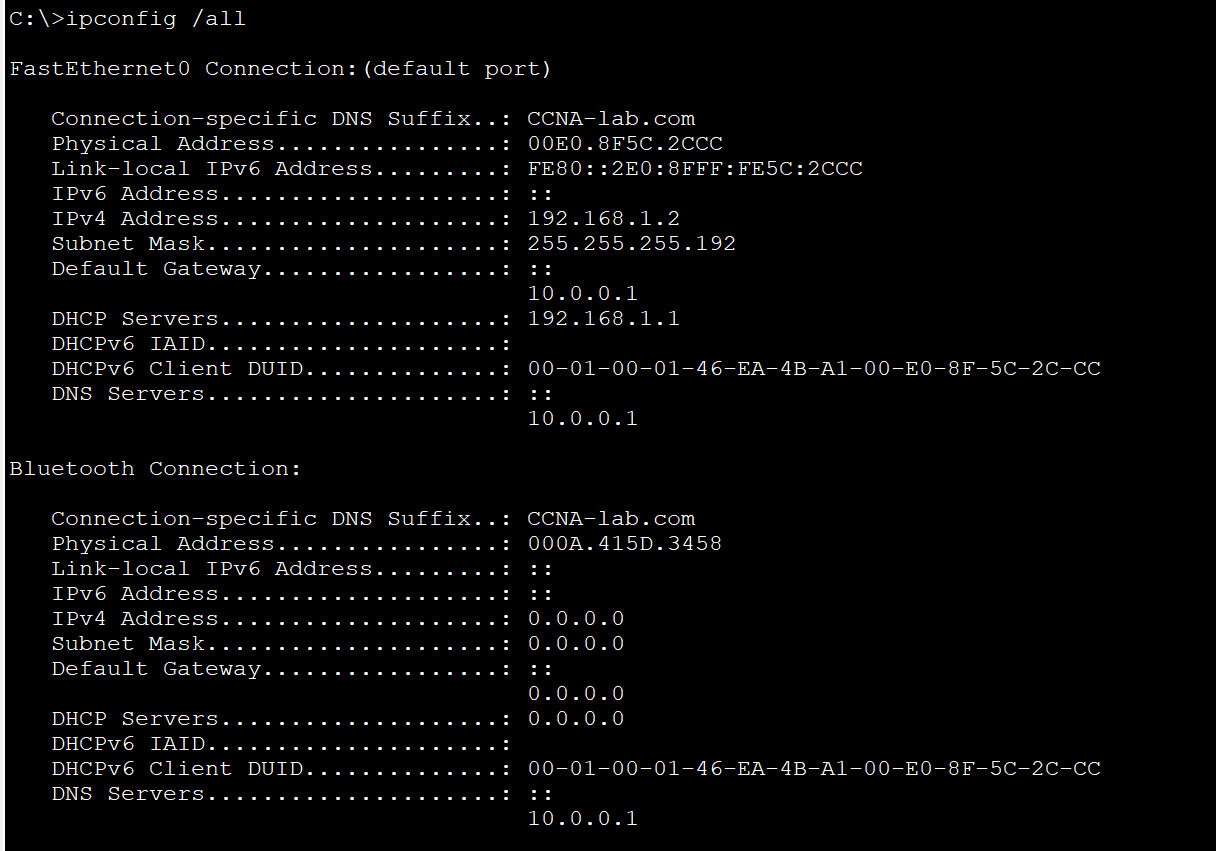 C:\>ipconfig /all
FastEthernet0 Connection:(default port)
Connection-specific DNS Suffix..: CCNA-lab.com
Physical Address................: 00E0.8F5C.2CCC
Link-local IPv6 Address.........: FE80::2E0:8FFF:FE5C:2CCC
IPv6 Address....................: ::
IPv4 Address....................: 192.168.1.2
Subnet Mask.....................: 255.255.255.192
Default Gateway.................: ::
10.0.0.1
DHCP Servers....................: 192.168.1.1
DHCPv6 IAID.....................:
DHCPv6 Client DUID..............: 00-01-00-01-46-EA-4B-A1-00-E0-8F-5C-2C-CC
DNS Servers.....................: ::
10.0.0.1
Bluetooth Connection:
Connection-specific DNS Suffix..: CCNA-lab.com
Physical Address................: 000A.415D.3458
Link-local IPv6 Address.........: ::
IPv6 Address....................: ::
IPv4 Address....................: 0.0.0.0
Subnet Mask.....................: 0.0.0.0
Default Gateway.................: ::
0.0.0.0
DHCP Servers....................: 0.0.0.0
DHCPv6 IAID.....................:
DHCPv6 Client DUID..............: 00-01-00-01-46-EA-4B-A1-00-E0-8F-5C-2C-CC
DNS Servers.....................: ::
10.0.0.1